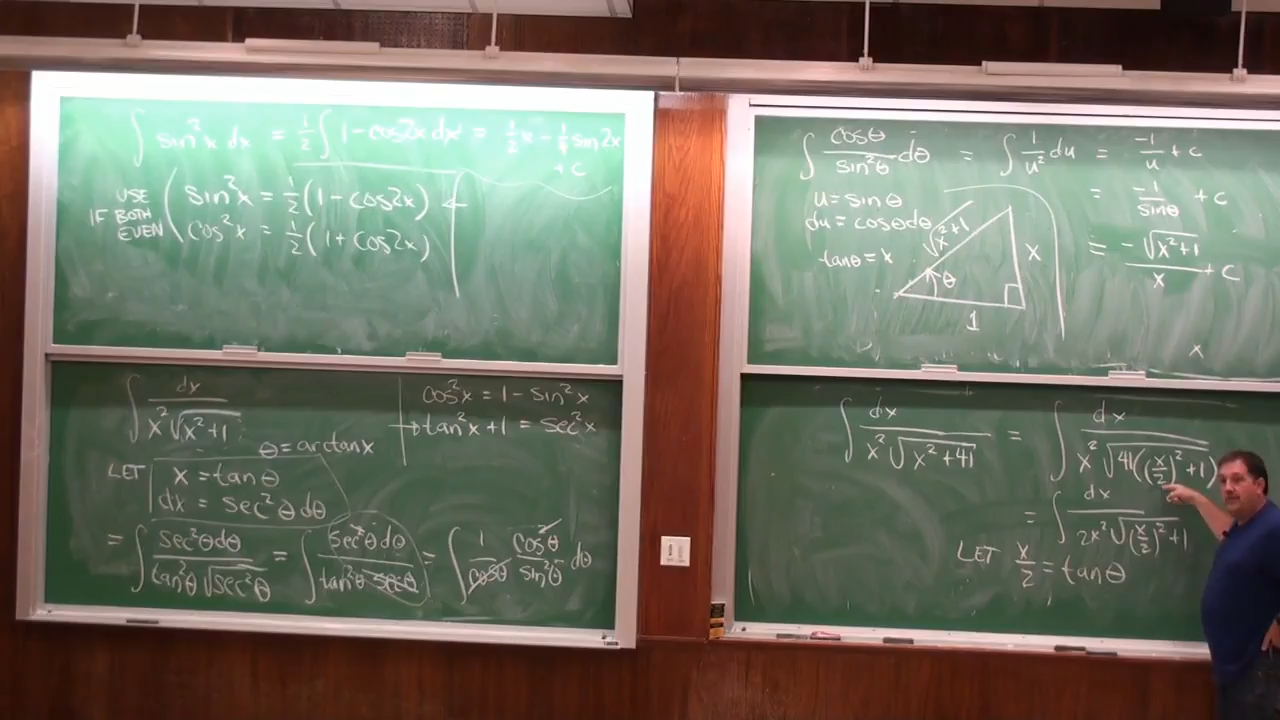 ∫ sin²x dx = 1/2 ∫ 1 - cos2x dx = 1/2 x - 1/4 sin2x + C
USE IF BOTH EVEN
sin²x = 1/2 (1 - cos2x)
cos²x = 1/2 (1 + cos2x)
∫ dx / (x² √(x²+1))
cos²x = 1 - sin²x
tan²x + 1 = sec²x
θ = arctanx
LET x = tanθ
dx = sec²θ dθ
= ∫ sec²θ dθ / (tan²θ √(sec²θ)) = ∫ sec²θ dθ / (tan²θ secθ) = ∫ 1/cosθ cos²θ/sin²θ dθ
∫ cosθ/sin²θ dθ = ∫ 1/u² du = -1/u + C
u = sinθ
= -1/sinθ + C
du = cosθ dθ
tanθ = x
= -√(x²+1)/x + C
√(x²+1)
x
θ
1
∫ dx / (x² √(x²+4)) = ∫ dx / (x² √(4((x/2)²+1)))
= ∫ dx / (2x² √((x/2)²+1))
LET x/2 = tanθ